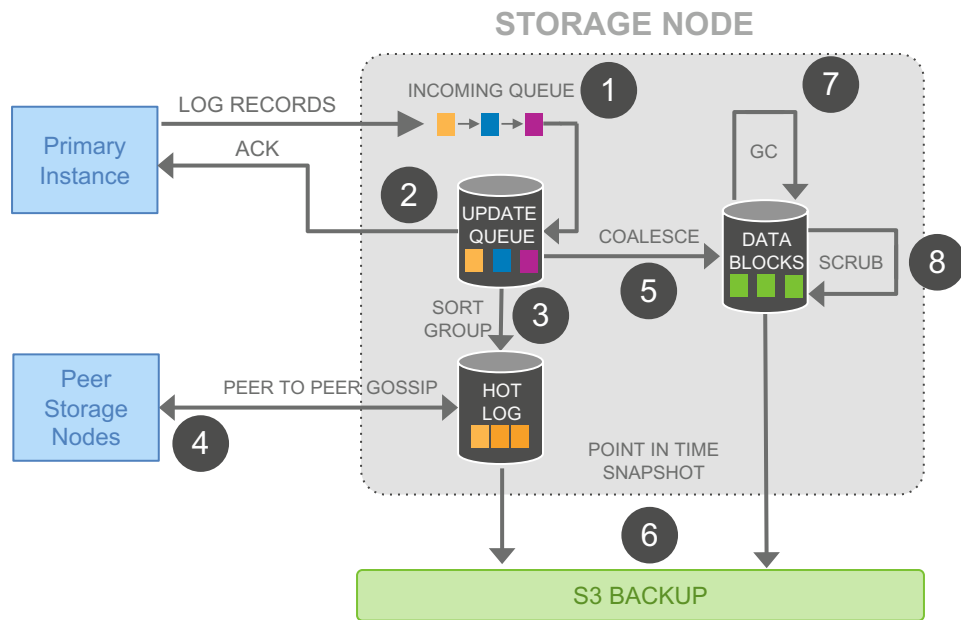 STORAGE NODE
LOG RECORDS
INCOMING QUEUE
1
7
Primary
Instance
ACK
GC
2
UPDATE
QUEUE
COALESCE
DATA
BLOCKS
SCRUB
8
5
SORT
GROUP
3
Peer
Storage
Nodes
PEER TO PEER GOSSIP
HOT
LOG
4
POINT IN TIME
SNAPSHOT
6
S3 BACKUP